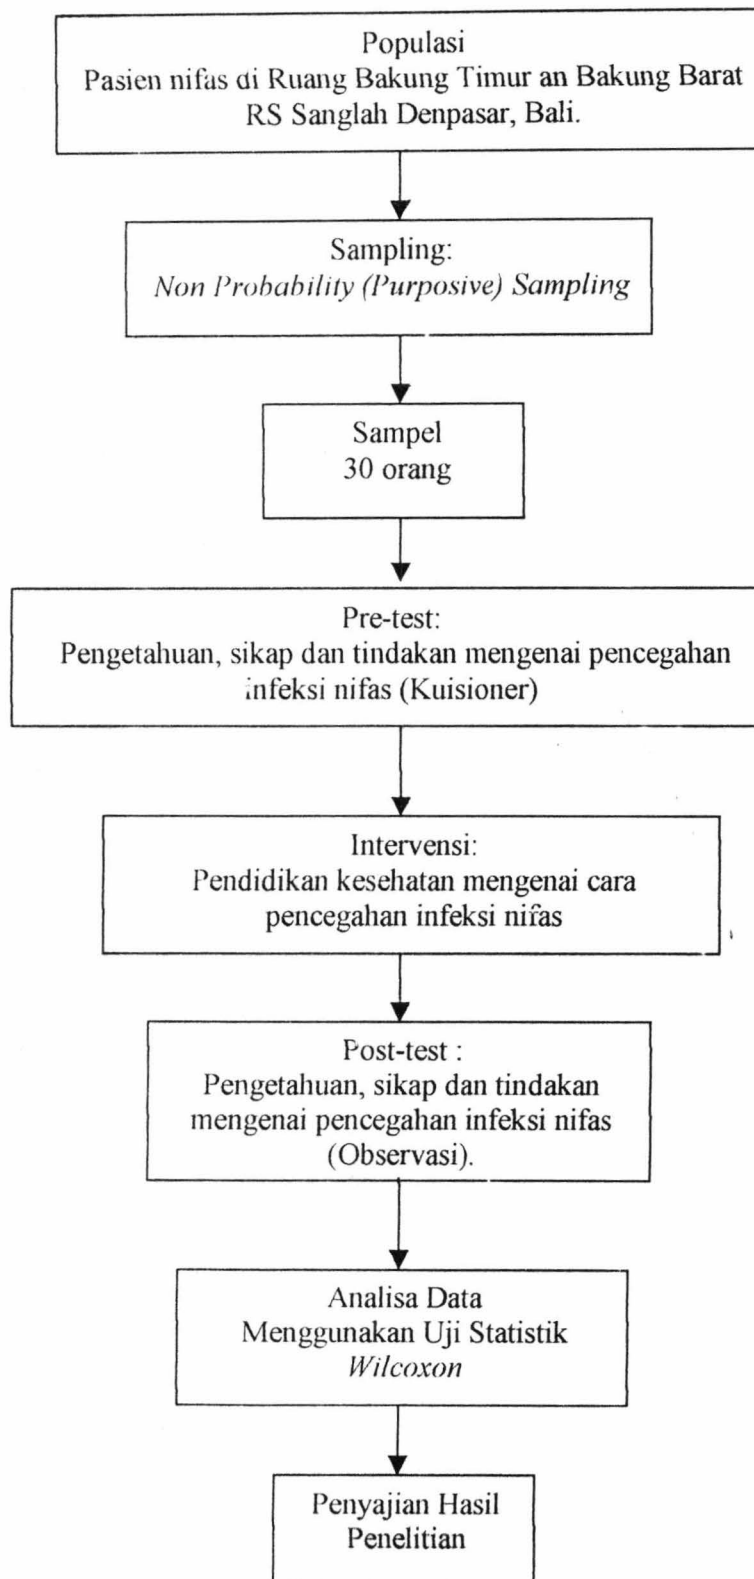 Populasi
Pasien nifas di Ruang Bakung Timur an Bakung Barat
RS Sanglah Denpasar, Bali.
Sampling:
Non Probability (Purposive) Sampling
Sampel
30 orang
Pre-test:
Pengetahuan, sikap dan tindakan mengenai pencegahan
infeksi nifas (Kuisioner)
Intervensi:
Pendidikan kesehatan mengenai cara
pencegahan infeksi nifas
Post-test :
Pengetahuan, sikap dan tindakan
mengenai pencegahan infeksi nifas
(Observasi).
Analisa Data
Menggunakan Uji Statistik
Wilcoxon
Penyajian Hasil
Penelitian